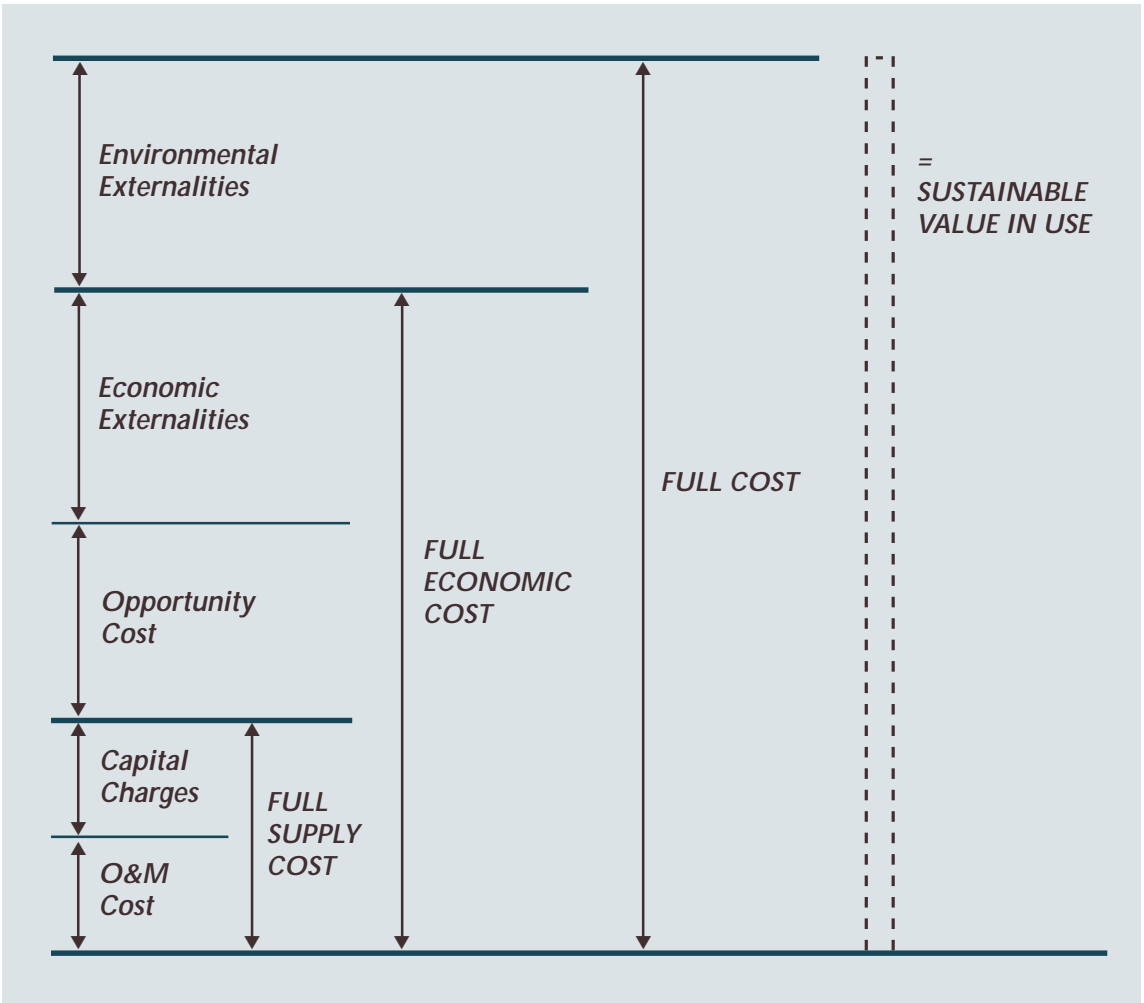 Environmental
Externalities
=
SUSTAINABLE
VALUE IN USE
Economic
Externalities
FULL COST
FULL
ECONOMIC
COST
Opportunity
Cost
Capital
Charges
FULL
SUPPLY
COST
O&M
Cost